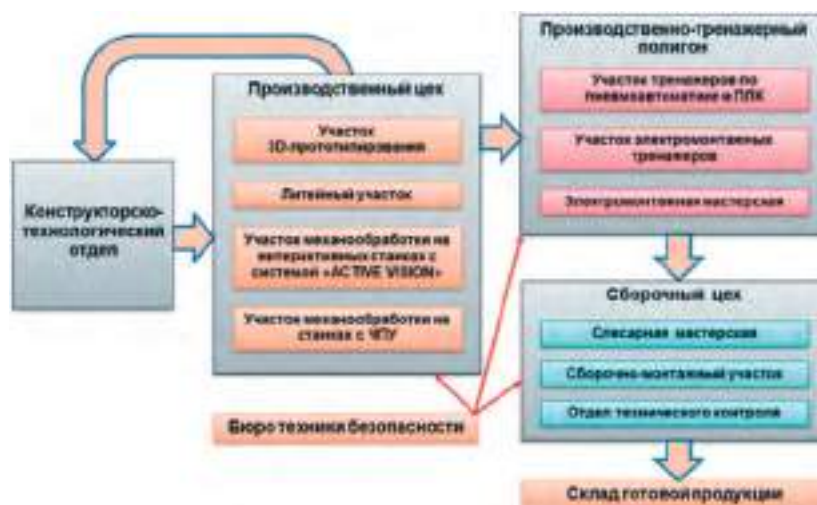 Конструкторско-
технологический
отдел
Производственный цех
Участок
3D-прототипирования
Литейный участок
Участок механообработки на
интерактивных станках с
системой «ACTIVE VISION»
Участок механообработки на
станках с ЧПУ
Бюро техники безопасности
Производственно-тренажерный
полигон
Участок тренажеров по
пневмоавтоматике и ПЛК
Участок электромонтажных
тренажеров
Электромонтажная мастерская
Сборочный цех
Слесарная мастерская
Сборочно-монтажный участок
Отдел технического контроля
Склад готовой продукции